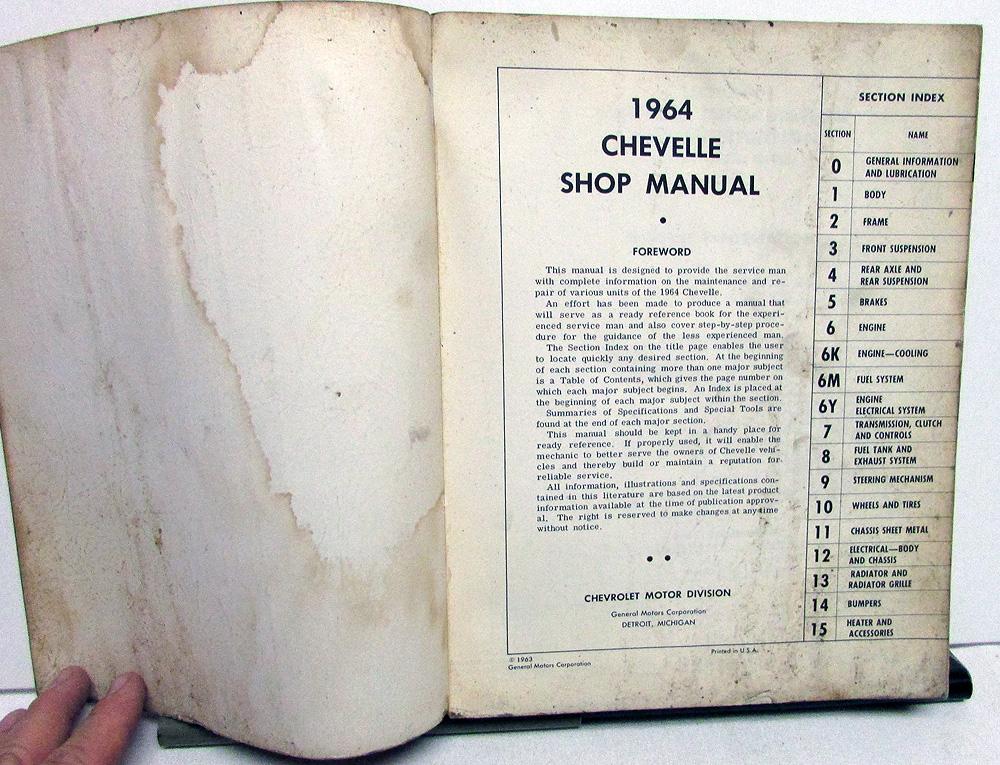 1964
CHEVELLE
SHOP MANUAL
•
FOREWORD
This manual is designed to provide the service man
with complete information on the maintenance and re-
pair of various units of the 1964 Chevelle.
An effort has been made to produce a manual that
will serve as a ready reference book for the experi-
enced service man and also cover step-by-step proce-
dure for the guidance of the less experienced man.
The Section Index on the title page enables the user
to locate quickly any desired section. At the beginning
of each section containing more than one major subject
is a Table of Contents, which gives the page number on
which each major subject begins. An Index is placed at
the beginning of each major subject within the section.
Summaries of Specifications and Special Tools are
found at the end of each major section.
This manual should be kept in a handy place for
ready reference. If properly used, it will enable the
mechanic to better serve the owners of Chevelle vehi-
cles and thereby build or maintain a reputation for
reliable service.
All information, illustrations and specifications con-
tained in this literature are based on the latest product
information available at the time of publication approv-
al. The right is reserved to make changes at any time
without notice.
• •
CHEVROLET MOTOR DIVISION
General Motors Corporation
DETROIT, MICHIGAN
© 1963
General Motors Corporation
Printed in U.S.A.
SECTION INDEX
SECTION NAME
0 GENERAL INFORMATION
AND LUBRICATION
1 BODY
2 FRAME
3 FRONT SUSPENSION
4 REAR AXLE AND
REAR SUSPENSION
5 BRAKES
6 ENGINE
6K ENGINE—COOLING
6M FUEL SYSTEM
6Y ENGINE
ELECTRICAL SYSTEM
7 TRANSMISSION, CLUTCH
AND CONTROLS
8 FUEL TANK AND
EXHAUST SYSTEM
9 STEERING MECHANISM
10 WHEELS AND TIRES
11 CHASSIS SHEET METAL
12 ELECTRICAL—BODY
AND CHASSIS
13 RADIATOR AND
RADIATOR GRILLE
14 BUMPERS
15 HEATER AND
ACCESSORIES